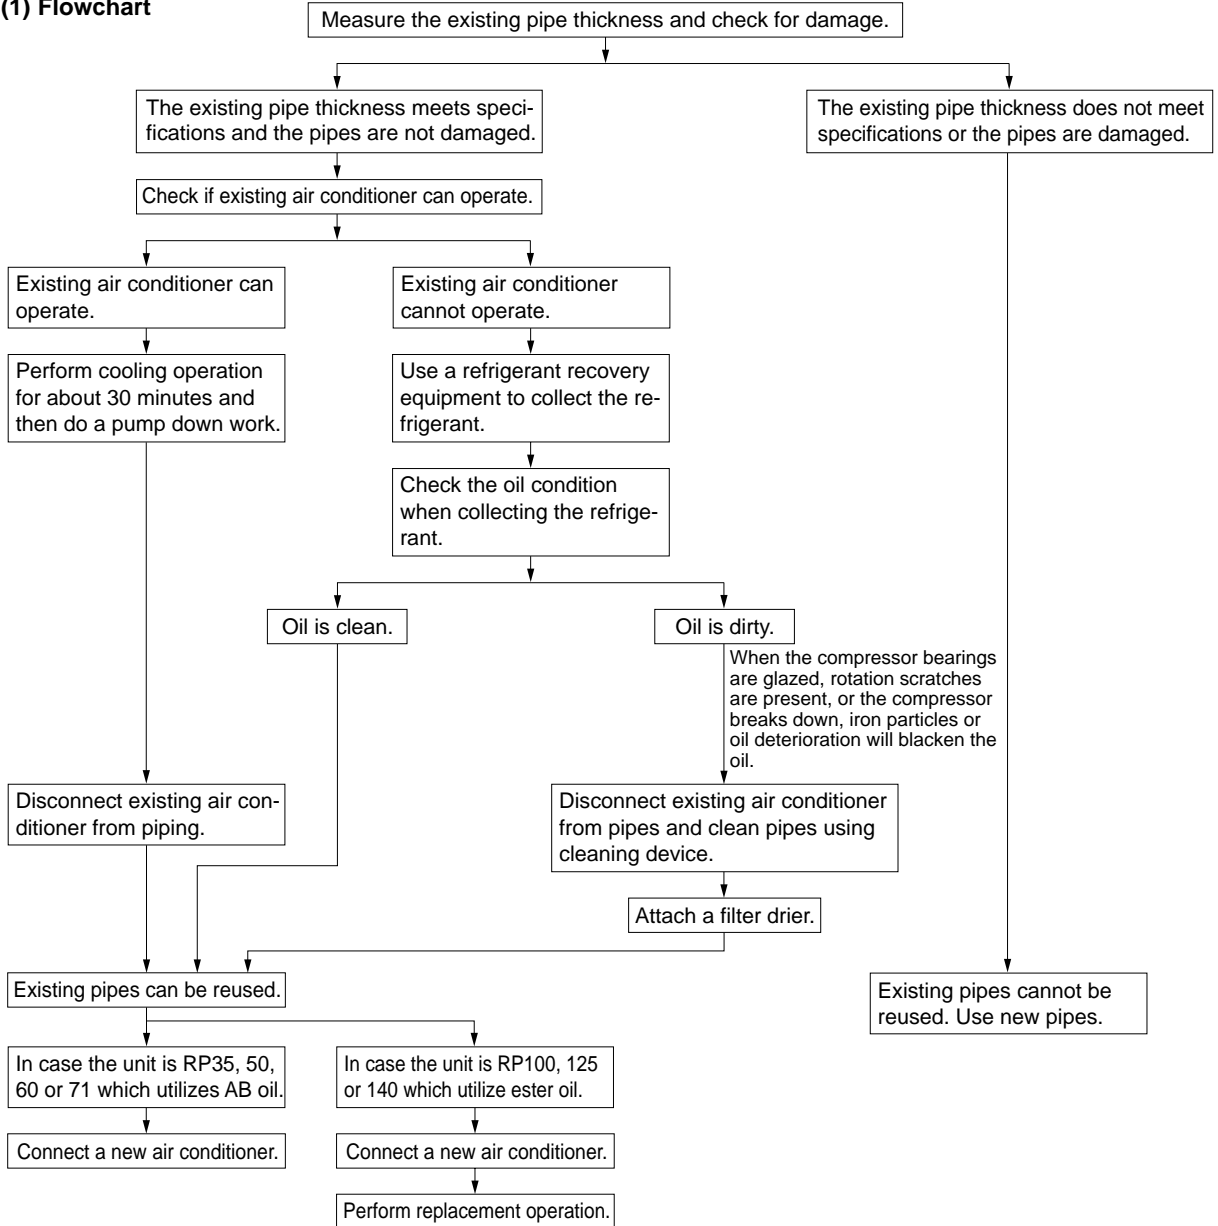 (1) Flowchart
Measure the existing pipe thickness and check for damage.
The existing pipe thickness meets speci-
fications and the pipes are not damaged.
The existing pipe thickness does not meet
specifications or the pipes are damaged.
Check if existing air conditioner can operate.
Existing air conditioner can
operate.
Existing air conditioner
cannot operate.
Perform cooling operation
for about 30 minutes and
then do a pump down work.
Use a refrigerant recovery
equipment to collect the re-
frigerant.
Check the oil condition
when collecting the refrige-
rant.
Oil is clean.
Oil is dirty.
When the compressor bearings
are glazed, rotation scratches
are present, or the compressor
breaks down, iron particles or
oil deterioration will blacken the
oil.
Disconnect existing air con-
ditioner from piping.
Disconnect existing air conditioner
from pipes and clean pipes using
cleaning device.
Attach a filter drier.
Existing pipes can be reused.
Existing pipes cannot be
reused. Use new pipes.
In case the unit is RP35, 50,
60 or 71 which utilizes AB oil.
In case the unit is RP100, 125
or 140 which utilize ester oil.
Connect a new air conditioner.
Connect a new air conditioner.
Perform replacement operation.